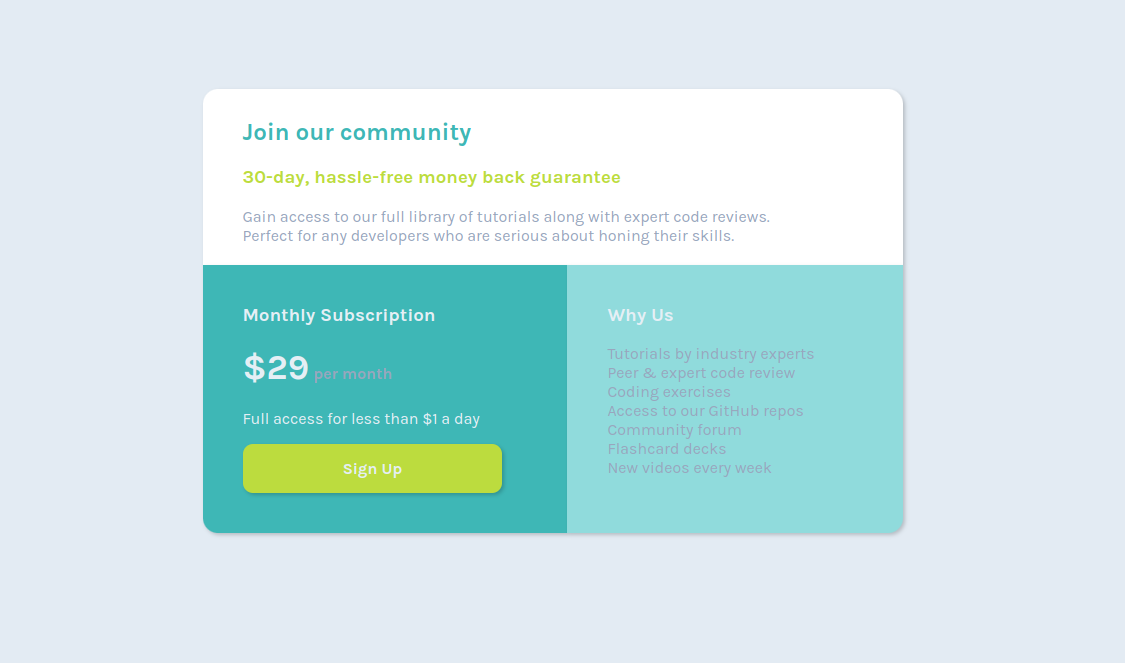 Join our community
30-day, hassle-free money back guarantee
Gain access to our full library of tutorials along with expert code reviews.
Perfect for any developers who are serious about honing their skills.
Monthly Subscription
$29 per month
Full access for less than $1 a day
Sign Up
Why Us
Tutorials by industry experts
Peer & expert code review
Coding exercises
Access to our GitHub repos
Community forum
Flashcard decks
New videos every week